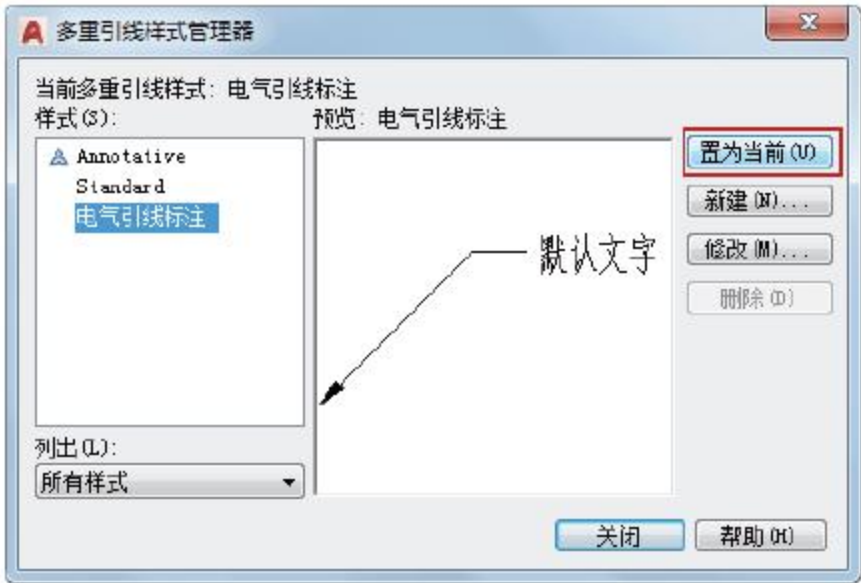 多重引线样式管理器
当前多重引线样式: 电气引线标注
样式(S):
预览: 电气引线标注
Annotative
Standard
电气引线标注
默认文字
置为当前(U)
新建(N)...
修改(M)...
删除(D)
列出(L):
所有样式
关闭
帮助(H)